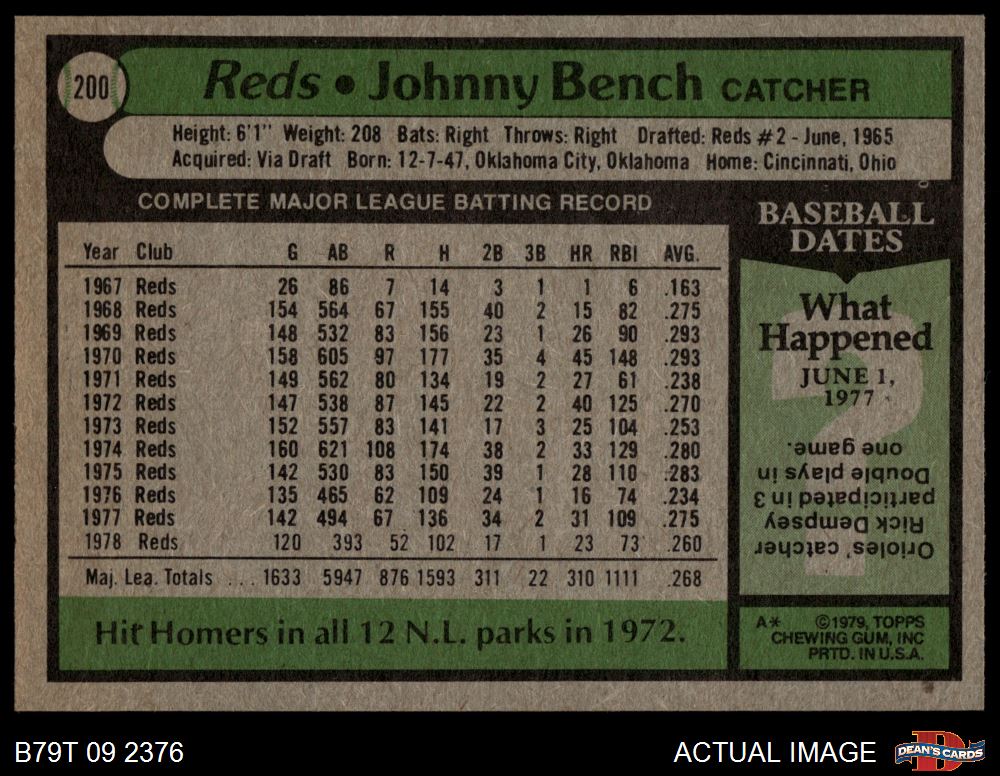 200
Reds • Johnny Bench CATCHER
Height: 6'1" Weight: 208 Bats: Right Throws: Right Drafted: Reds #2 - June, 1965
Acquired: Via Draft Born: 12-7-47, Oklahoma City, Oklahoma Home: Cincinnati, Ohio
COMPLETE MAJOR LEAGUE BATTING RECORD
Year Club G AB R H 2B 3B HR RBI AVG.
1967 Reds 26 86 7 14 3 1 1 6 .163
1968 Reds 154 564 67 155 40 2 15 82 .275
1969 Reds 148 532 83 156 23 1 26 90 .293
1970 Reds 158 605 97 177 35 4 45 148 .293
1971 Reds 149 562 80 134 19 2 27 61 .238
1972 Reds 147 538 87 145 22 2 40 125 .270
1973 Reds 152 557 83 141 17 3 25 104 .253
1974 Reds 160 621 108 174 38 2 33 129 .280
1975 Reds 142 530 83 150 39 1 28 110 .283
1976 Reds 135 465 62 109 24 1 16 74 .234
1977 Reds 142 494 67 136 34 2 31 109 .275
1978 Reds 120 393 52 102 17 1 23 73 .260
Maj. Lea. Totals ... 1633 5947 876 1593 311 22 310 1111 .268
Hit Homers in all 12 N.L. parks in 1972.
BASEBALL
DATES
What
Happened
JUNE 1,
1977
?
Orioles' catcher
Rick Dempsey
participated in 3
Double plays in
one game.
A* ©1979, TOPPS
CHEWING GUM, INC
PRTD. IN U.S.A.
B79T 09 2376
ACTUAL IMAGE
DEAN'S CARDS